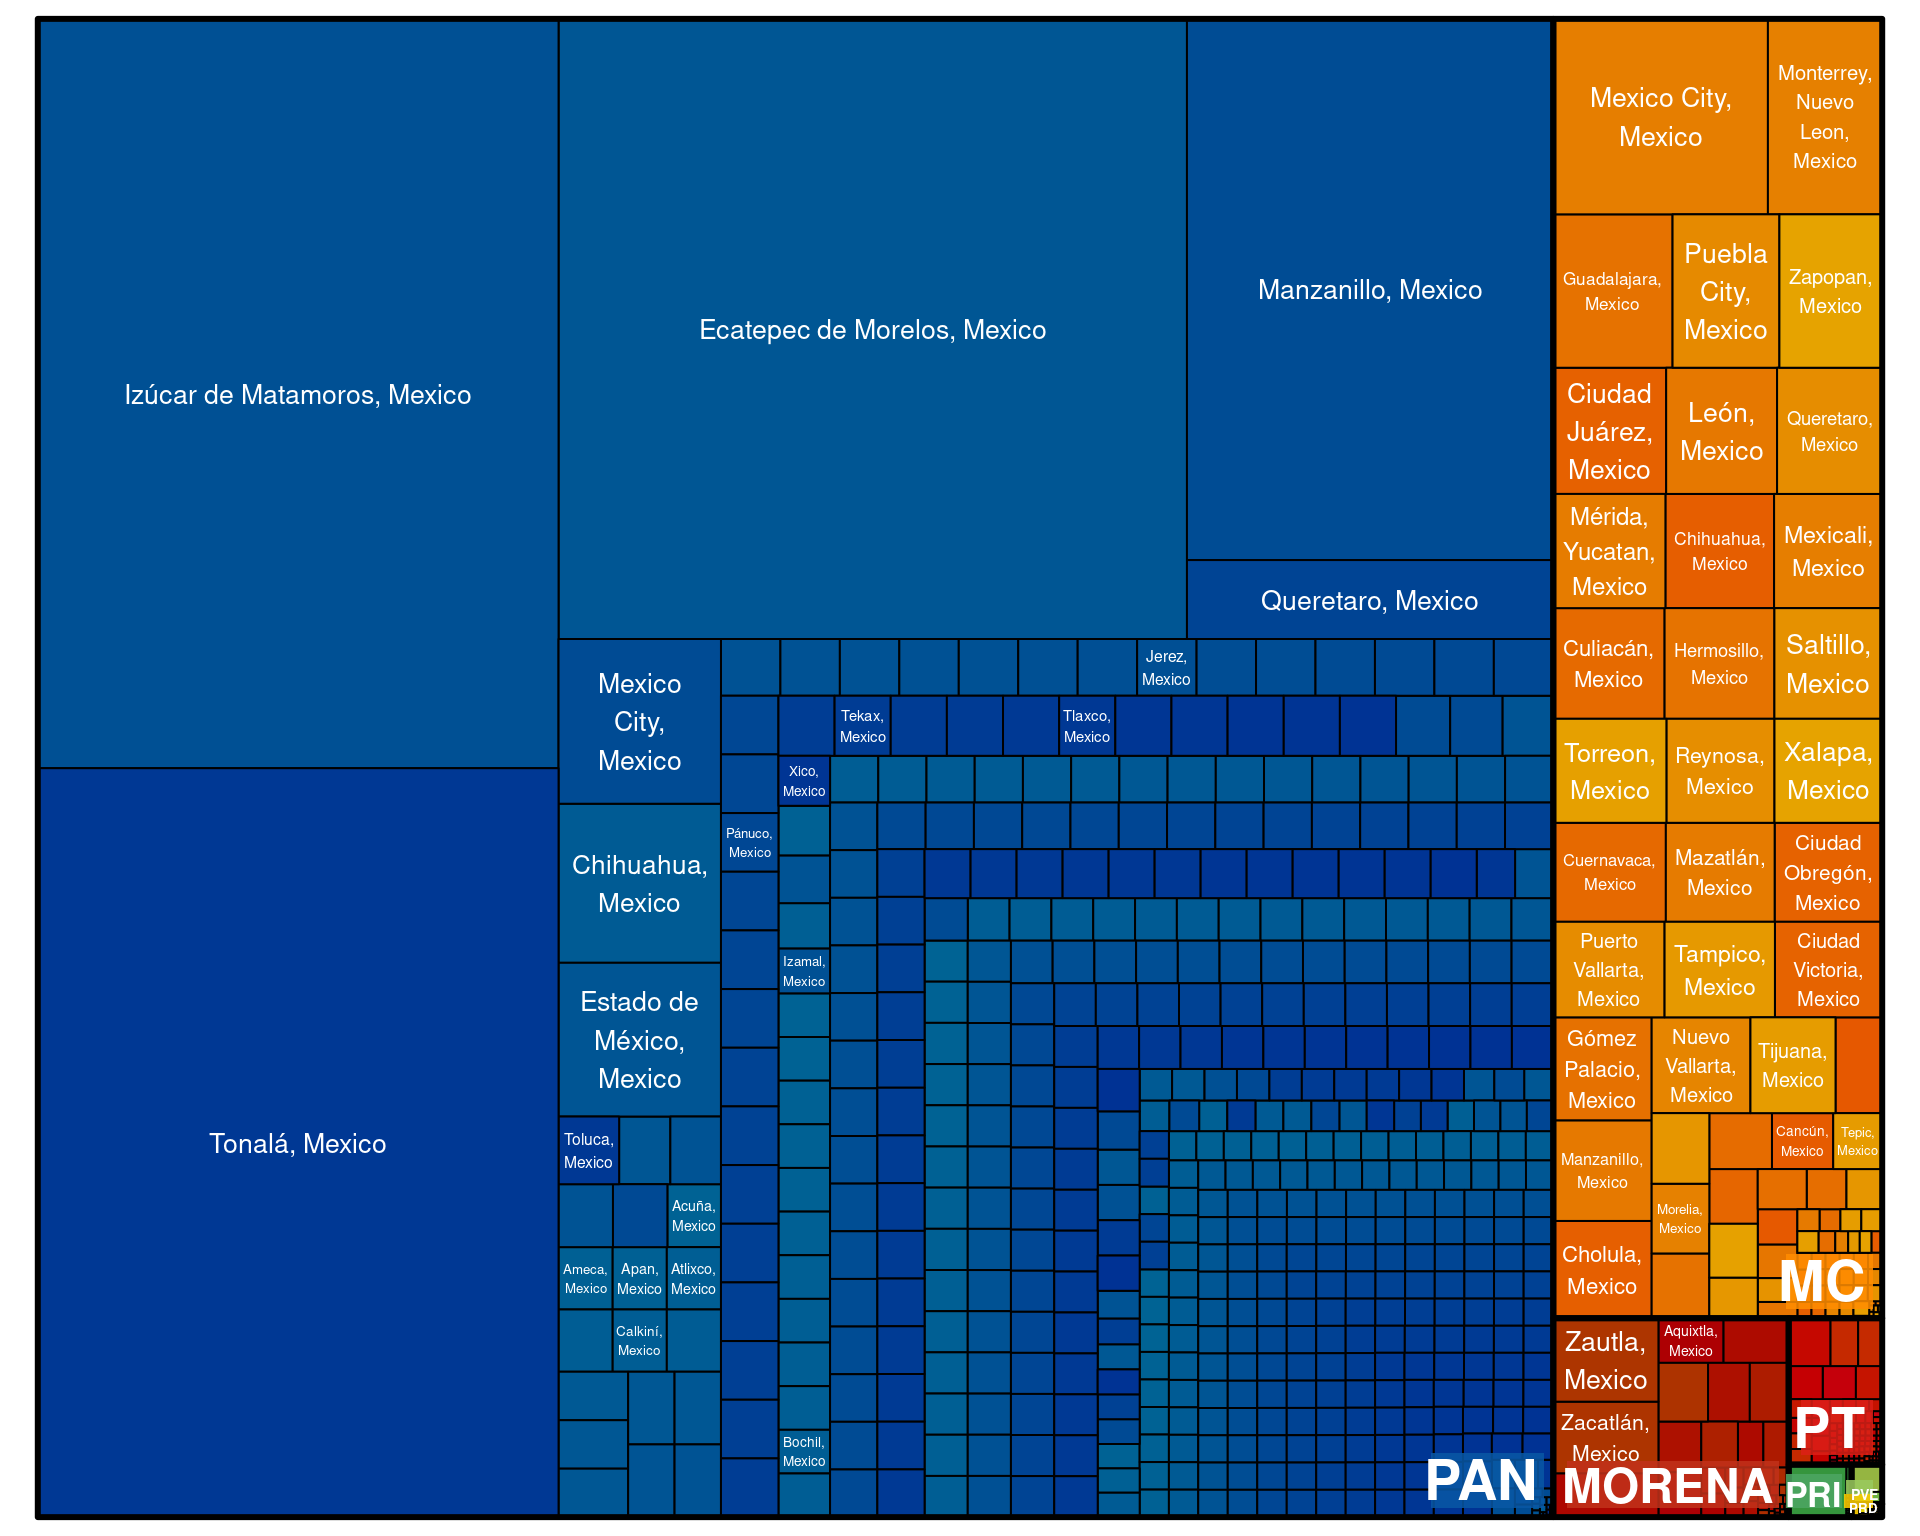 Izúcar de Matamoros, Mexico
Tonalá, Mexico
Ecatepec de Morelos, Mexico
Manzanillo, Mexico
Queretaro, Mexico
Mexico
City,
Mexico
Chihuahua,
Mexico
Estado de
México,
Mexico
Toluca,
Mexico
Acuña,
Mexico
Ameca,
Mexico
Apan,
Mexico
Atlixco,
Mexico
Calkiní,
Mexico
Jerez,
Mexico
Tekax,
Mexico
Tlaxco,
Mexico
Xico,
Mexico
Pánuco,
Mexico
Izamal,
Mexico
Bochil,
Mexico
PAN
Mexico City,
Mexico
Monterrey,
Nuevo
Leon,
Mexico
Guadalajara,
Mexico
Puebla
City,
Mexico
Zapopan,
Mexico
Ciudad
Juárez,
Mexico
León,
Mexico
Queretaro,
Mexico
Mérida,
Yucatan,
Mexico
Chihuahua,
Mexico
Mexicali,
Mexico
Culiacán,
Mexico
Hermosillo,
Mexico
Saltillo,
Mexico
Torreon,
Mexico
Reynosa,
Mexico
Xalapa,
Mexico
Cuernavaca,
Mexico
Mazatlán,
Mexico
Ciudad
Obregón,
Mexico
Puerto
Vallarta,
Mexico
Tampico,
Mexico
Ciudad
Victoria,
Mexico
Gómez
Palacio,
Mexico
Nuevo
Vallarta,
Mexico
Tijuana,
Mexico
Manzanillo,
Mexico
Cancún,
Mexico
Tepic,
Mexico
Morelia,
Mexico
Cholula,
Mexico
MC
Zautla,
Mexico
Aquixtla,
Mexico
Zacatlán,
Mexico
MORENA
PT
PRI
PVE
PRD